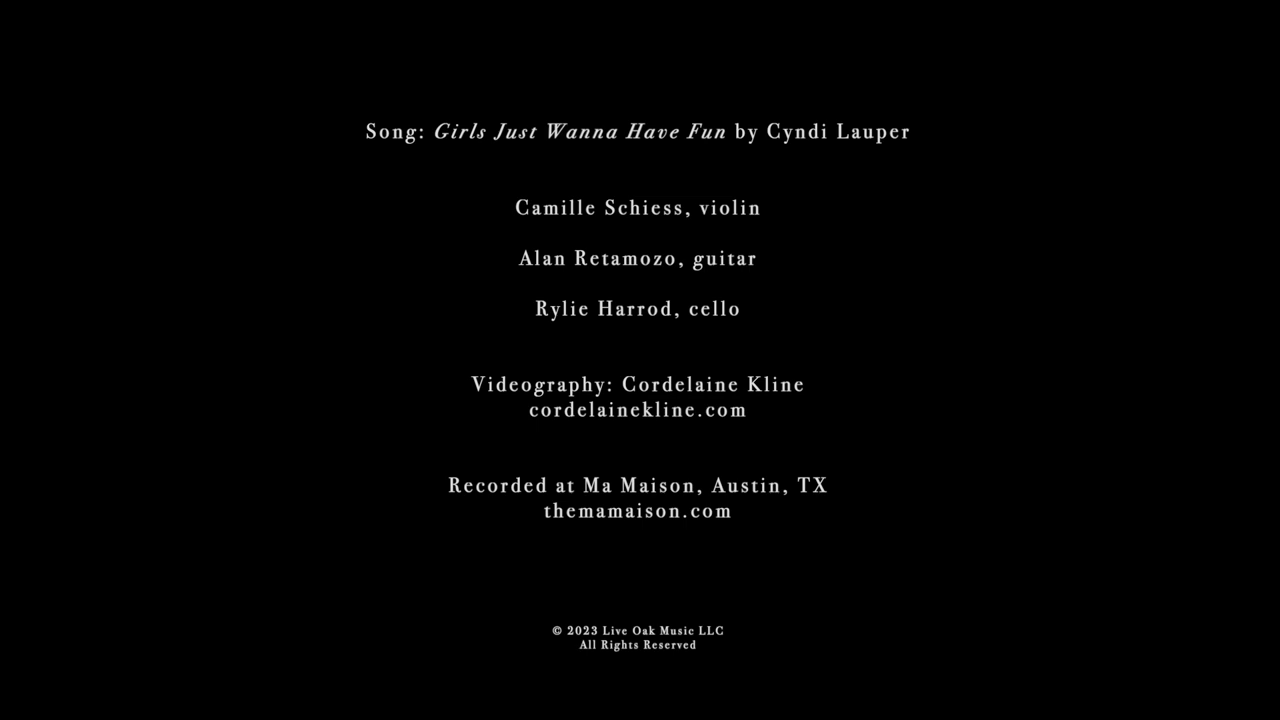 Song: Girls Just Wanna Have Fun by Cyndi Lauper
Camille Schiess, violin
Alan Retamozo, guitar
Rylie Harrod, cello
Videography: Cordelaine Kline
cordelainekline.com
Recorded at Ma Maison, Austin, TX
themamaison.com
© 2023 Live Oak Music LLC
All Rights Reserved